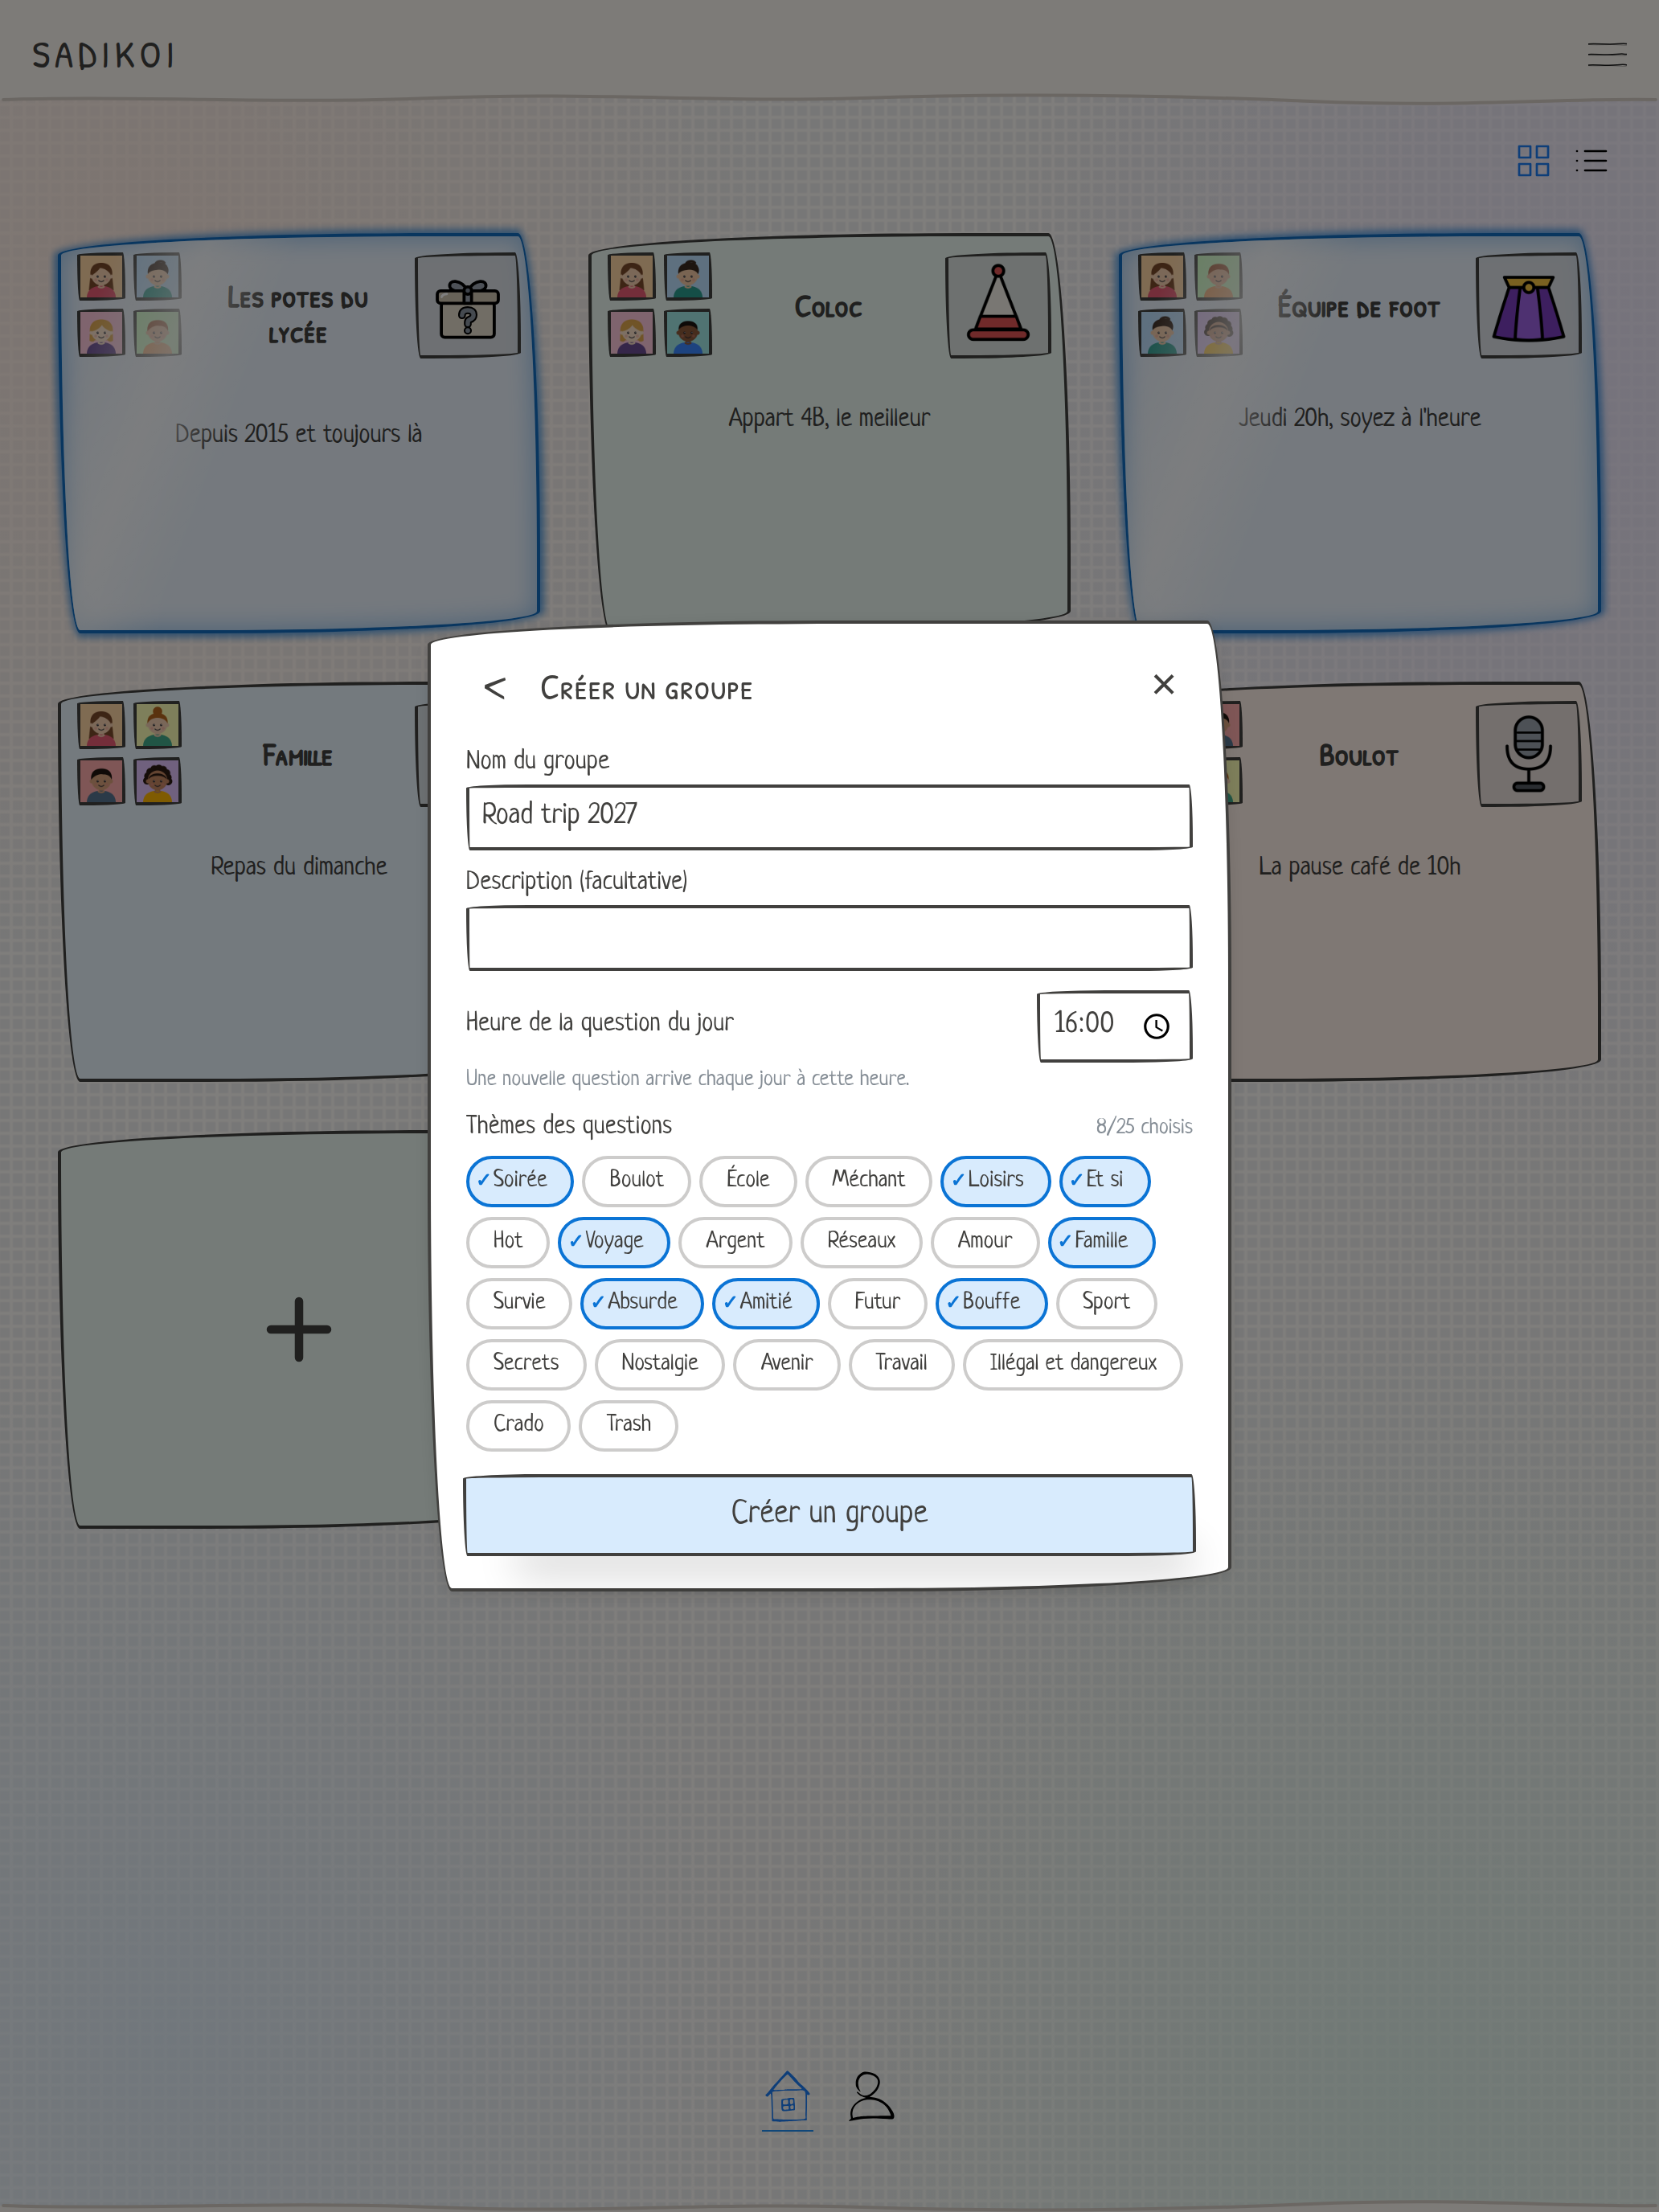 SADIKOI
Les potes du
lycée
Depuis 2015 et toujours là
Coloc
Appart 4B, le meilleur
Équipe de foot
Jeudi 20h, soyez à l'heure
Famille
Repas du dimanche
Boulot
La pause café de 10h
< Créer un groupe ✕
Nom du groupe
Road trip 2027
Description (facultative)
Heure de la question du jour 16:00
Une nouvelle question arrive chaque jour à cette heure.
Thèmes des questions 8/25 choisis
✓Soirée Boulot École Méchant ✓Loisirs ✓Et si
Hot ✓Voyage Argent Réseaux Amour ✓Famille
Survie ✓Absurde ✓Amitié Futur ✓Bouffe Sport
Secrets Nostalgie Avenir Travail Illégal et dangereux
Crado Trash
Créer un groupe